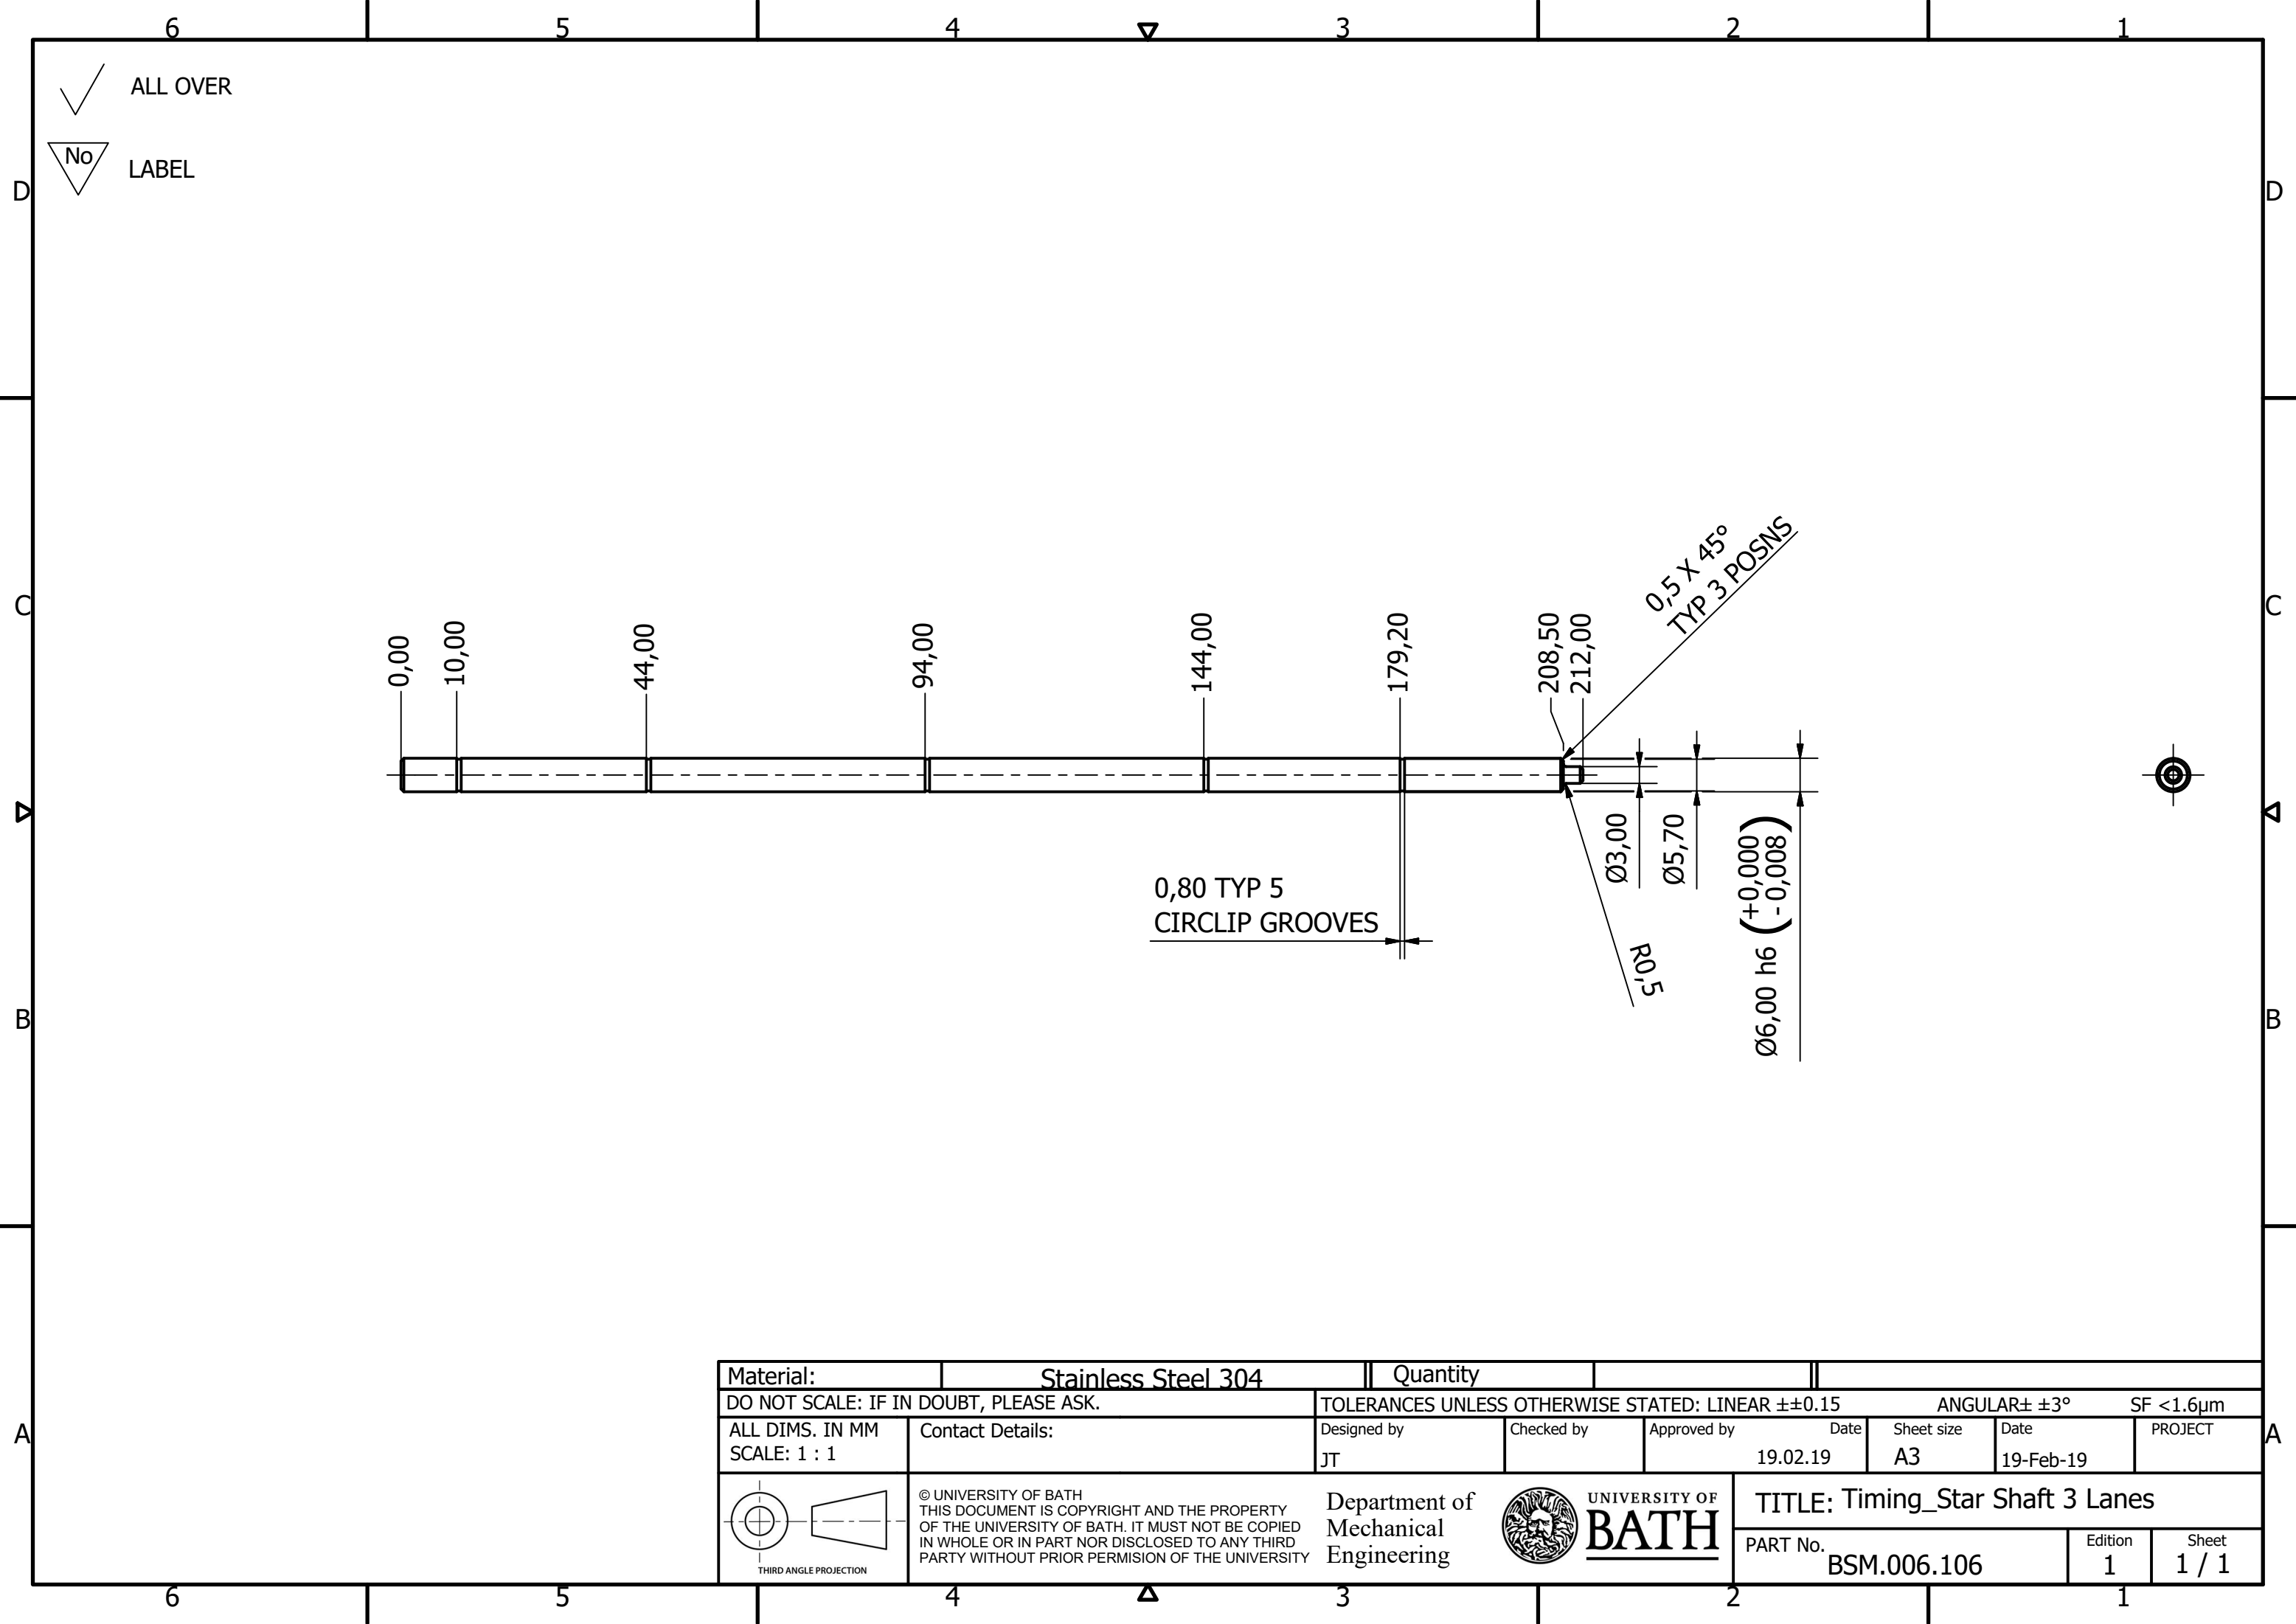 6 5 4 3 2 1
ALL OVER
No
LABEL
D D
0,5 X 45°
TYP 3 POSNS
C C
0,00
10,00
44,00
94,00
144,00
179,20
208,50
212,00
0,80 TYP 5
CIRCLIP GROOVES
Ø3,00
Ø5,70
Ø6,00 h6 (+0,000 -0,008)
R0,5
B B
Material: Stainless Steel 304 Quantity
DO NOT SCALE: IF IN DOUBT, PLEASE ASK. TOLERANCES UNLESS OTHERWISE STATED: LINEAR ±±0.15 ANGULAR± ±3° SF <1.6µm
A A
ALL DIMS. IN MM
SCALE: 1 : 1
Contact Details:
Designed by
JT
Checked by
Approved by
Date
19.02.19
Sheet size
A3
Date
19-Feb-19
PROJECT
THIRD ANGLE PROJECTION
© UNIVERSITY OF BATH
THIS DOCUMENT IS COPYRIGHT AND THE PROPERTY
OF THE UNIVERSITY OF BATH. IT MUST NOT BE COPIED
IN WHOLE OR IN PART NOR DISCLOSED TO ANY THIRD
PARTY WITHOUT PRIOR PERMISION OF THE UNIVERSITY
Department of
Mechanical
Engineering
UNIVERSITY OF
BATH
TITLE: Timing_Star Shaft 3 Lanes
PART No. BSM.006.106
Edition
1
Sheet
1 / 1
6 5 4 3 2 1